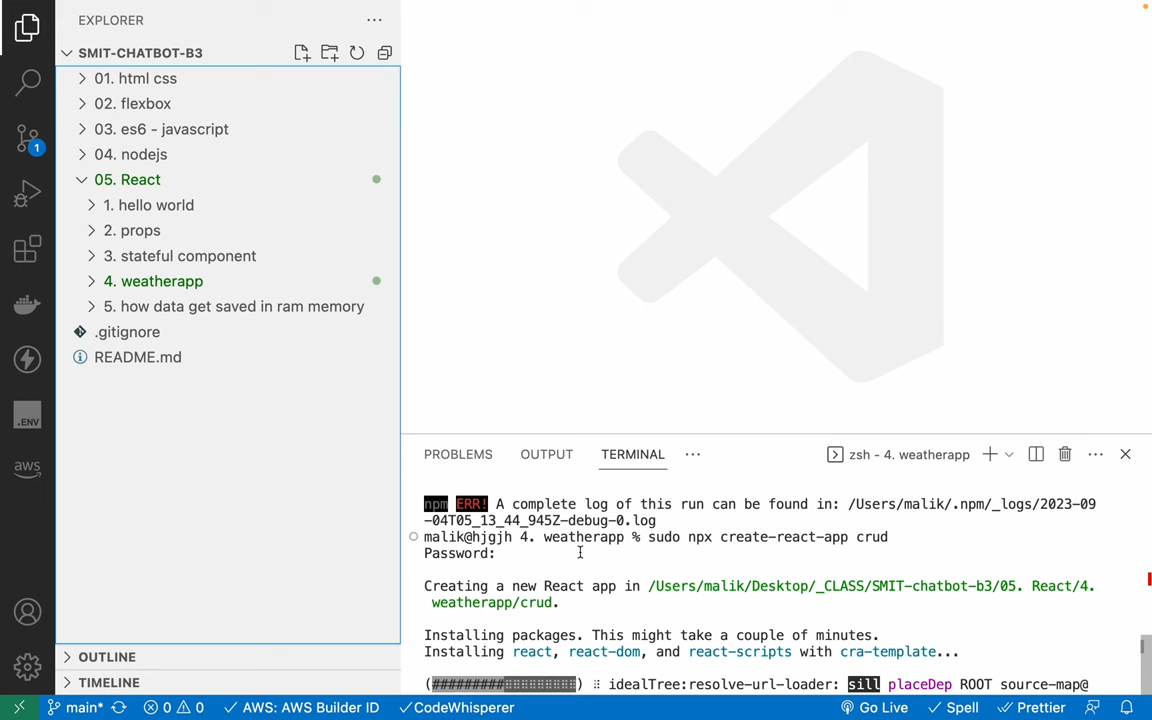 EXPLORER
SMIT-CHATBOT-B3
01. html css
02. flexbox
03. es6 - javascript
04. nodejs
05. React
1. hello world
2. props
3. stateful component
4. weatherapp
5. how data get saved in ram memory
.gitignore
README.md
OUTLINE
TIMELINE
1
.ENV
aws
PROBLEMS OUTPUT TERMINAL ··· zsh - 4. weatherapp
npm ERR! A complete log of this run can be found in: /Users/malik/.npm/_logs/2023-09
-04T05_13_44_945Z-debug-0.log
malik@hjgjh 4. weatherapp % sudo npx create-react-app crud
Password:
Creating a new React app in /Users/malik/Desktop/_CLASS/SMIT-chatbot-b3/05. React/4.
weatherapp/crud.
Installing packages. This might take a couple of minutes.
Installing react, react-dom, and react-scripts with cra-template...
(#########⠂⠂⠂⠂⠂⠂⠂⠂⠂) ⠸ idealTree:resolve-url-loader: sill placeDep ROOT source-map@
main* 0 0 AWS: AWS Builder ID CodeWhisperer Go Live Spell Prettier